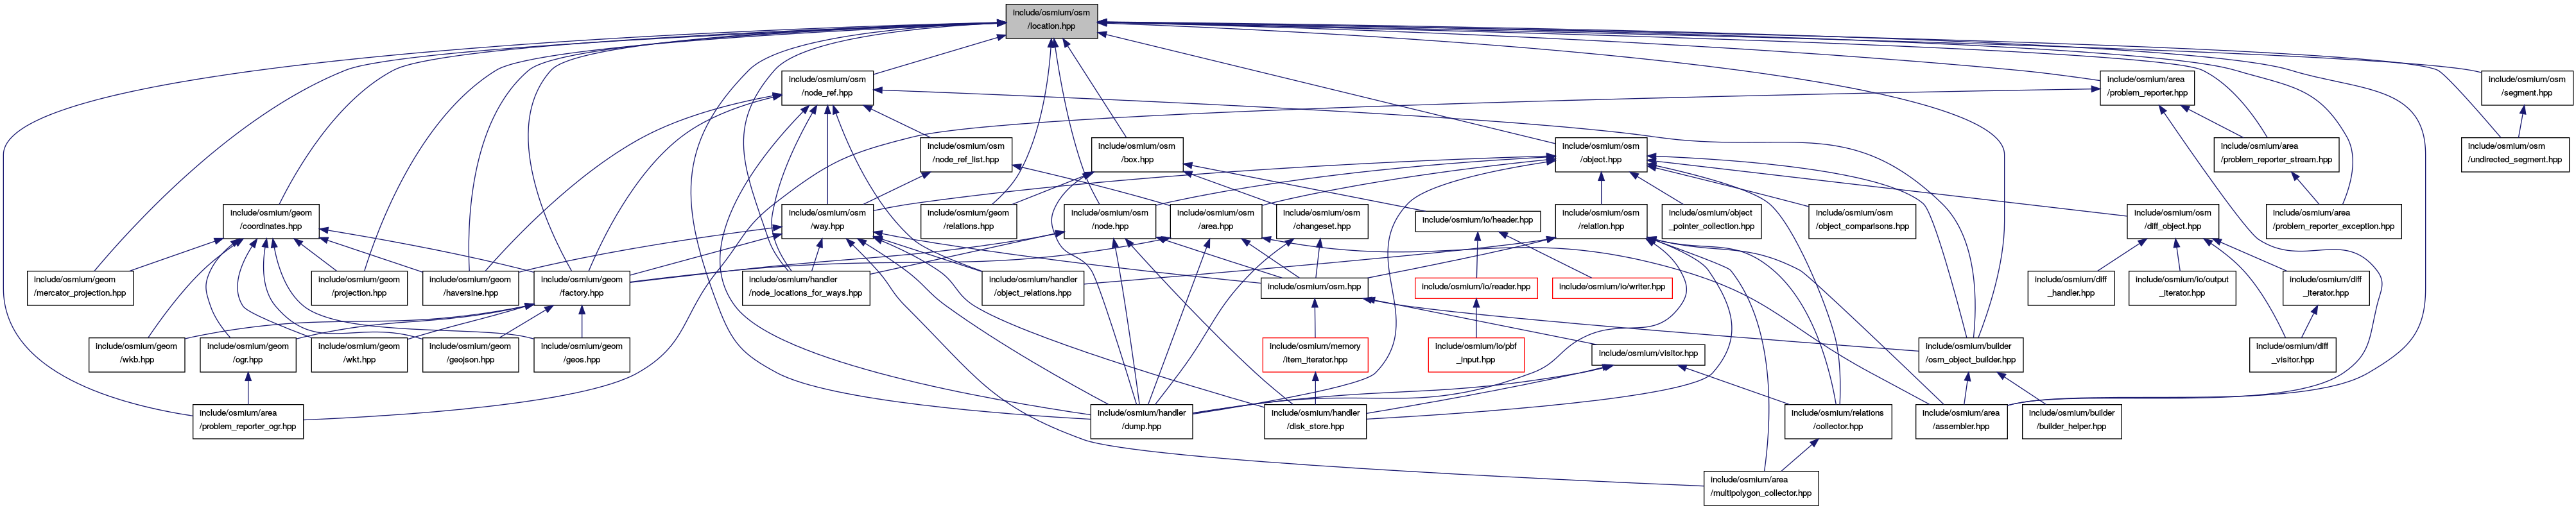 include/osmium/osm
/location.hpp
include/osmium/osm
/node_ref.hpp
include/osmium/area
/problem_reporter.hpp
include/osmium/osm
/segment.hpp
include/osmium/osm
/node_ref_list.hpp
include/osmium/osm
/box.hpp
include/osmium/osm
/object.hpp
include/osmium/area
/problem_reporter_stream.hpp
include/osmium/osm
/undirected_segment.hpp
include/osmium/geom
/coordinates.hpp
include/osmium/osm
/way.hpp
include/osmium/geom
/relations.hpp
include/osmium/osm
/node.hpp
include/osmium/osm
/area.hpp
include/osmium/osm
/changeset.hpp
include/osmium/io/header.hpp
include/osmium/osm
/relation.hpp
include/osmium/object
_pointer_collection.hpp
include/osmium/osm
/object_comparisons.hpp
include/osmium/osm
/diff_object.hpp
include/osmium/area
/problem_reporter_exception.hpp
include/osmium/geom
/mercator_projection.hpp
include/osmium/geom
/projection.hpp
include/osmium/geom
/haversine.hpp
include/osmium/geom
/factory.hpp
include/osmium/handler
/node_locations_for_ways.hpp
include/osmium/handler
/object_relations.hpp
include/osmium/osm.hpp
include/osmium/io/reader.hpp
include/osmium/io/writer.hpp
include/osmium/diff
_handler.hpp
include/osmium/io/output
_iterator.hpp
include/osmium/diff
_iterator.hpp
include/osmium/geom
/wkb.hpp
include/osmium/geom
/ogr.hpp
include/osmium/geom
/wkt.hpp
include/osmium/geom
/geojson.hpp
include/osmium/geom
/geos.hpp
include/osmium/memory
/item_iterator.hpp
include/osmium/io/pbf
_input.hpp
include/osmium/visitor.hpp
include/osmium/builder
/osm_object_builder.hpp
include/osmium/diff
_visitor.hpp
include/osmium/area
/problem_reporter_ogr.hpp
include/osmium/handler
/dump.hpp
include/osmium/handler
/disk_store.hpp
include/osmium/relations
/collector.hpp
include/osmium/area
/assembler.hpp
include/osmium/builder
/builder_helper.hpp
include/osmium/area
/multipolygon_collector.hpp